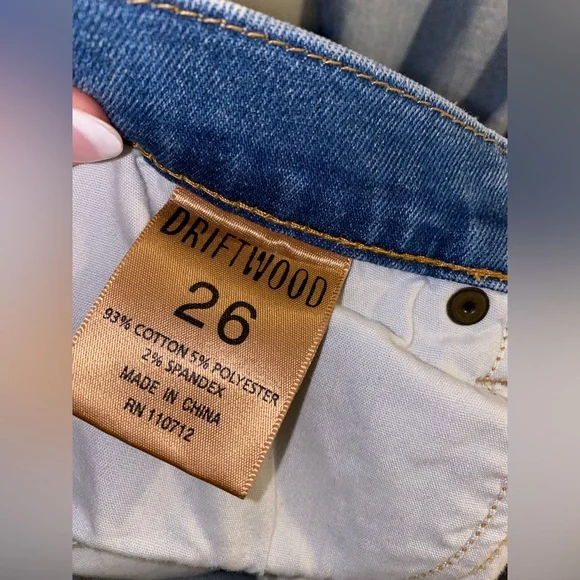 DRIFTWOOD
26
93% COTTON 5% POLYESTER
2% SPANDEX
MADE IN CHINA
RN 110712